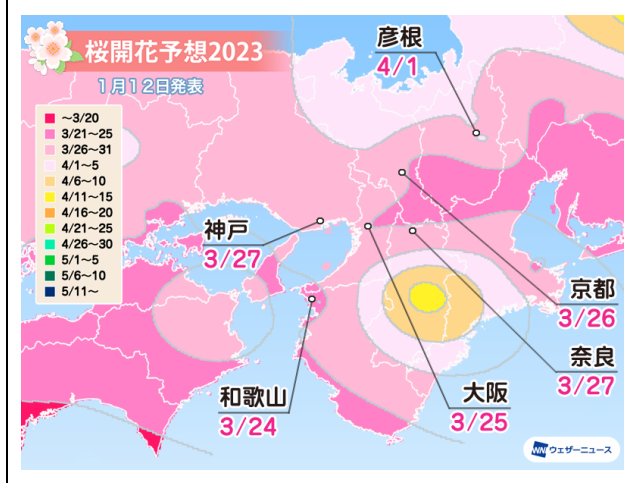 桜開花予想2023
1月12日発表
～3/20
3/21～25
3/26～31
4/1～5
4/6～10
4/11～15
4/16～20
4/21～25
4/26～30
5/1～5
5/6～10
5/11～
彦根
4/1
神戸
3/27
京都
3/26
奈良
3/27
和歌山
3/24
大阪
3/25
WN ウェザーニュース